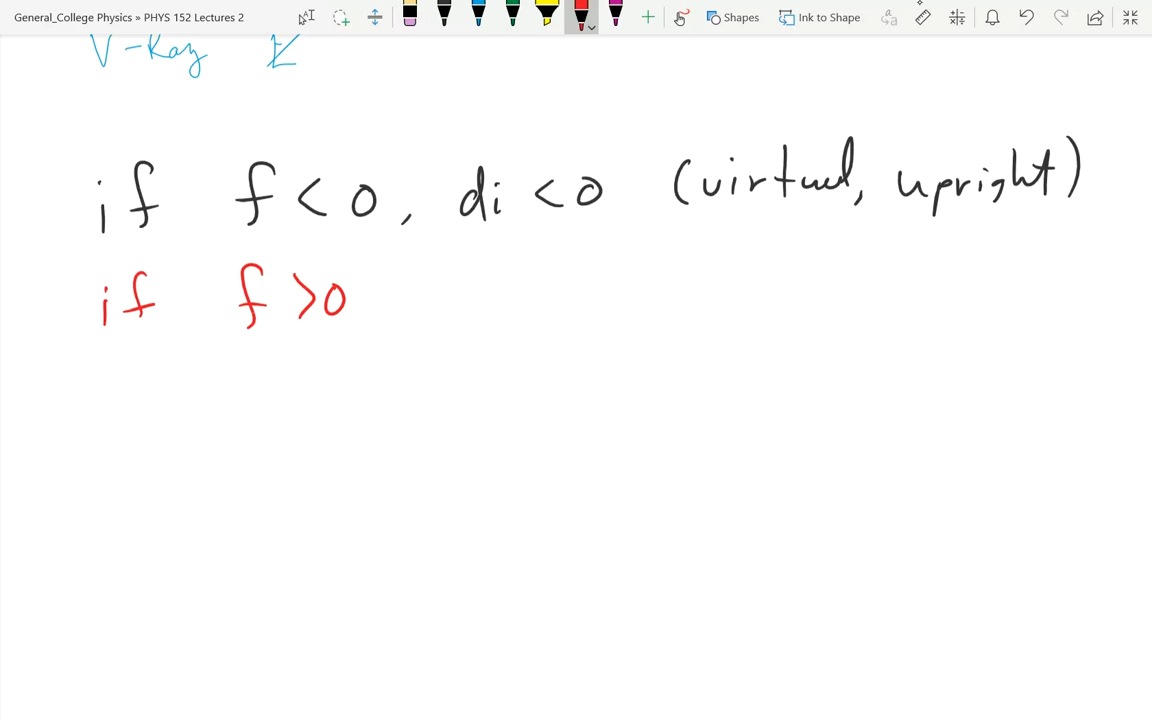 General_College Physics » PHYS 152 Lectures 2
Shapes
Ink to Shape
V-Ray
if f<0, di<0 (virtual, upright)
if f>0